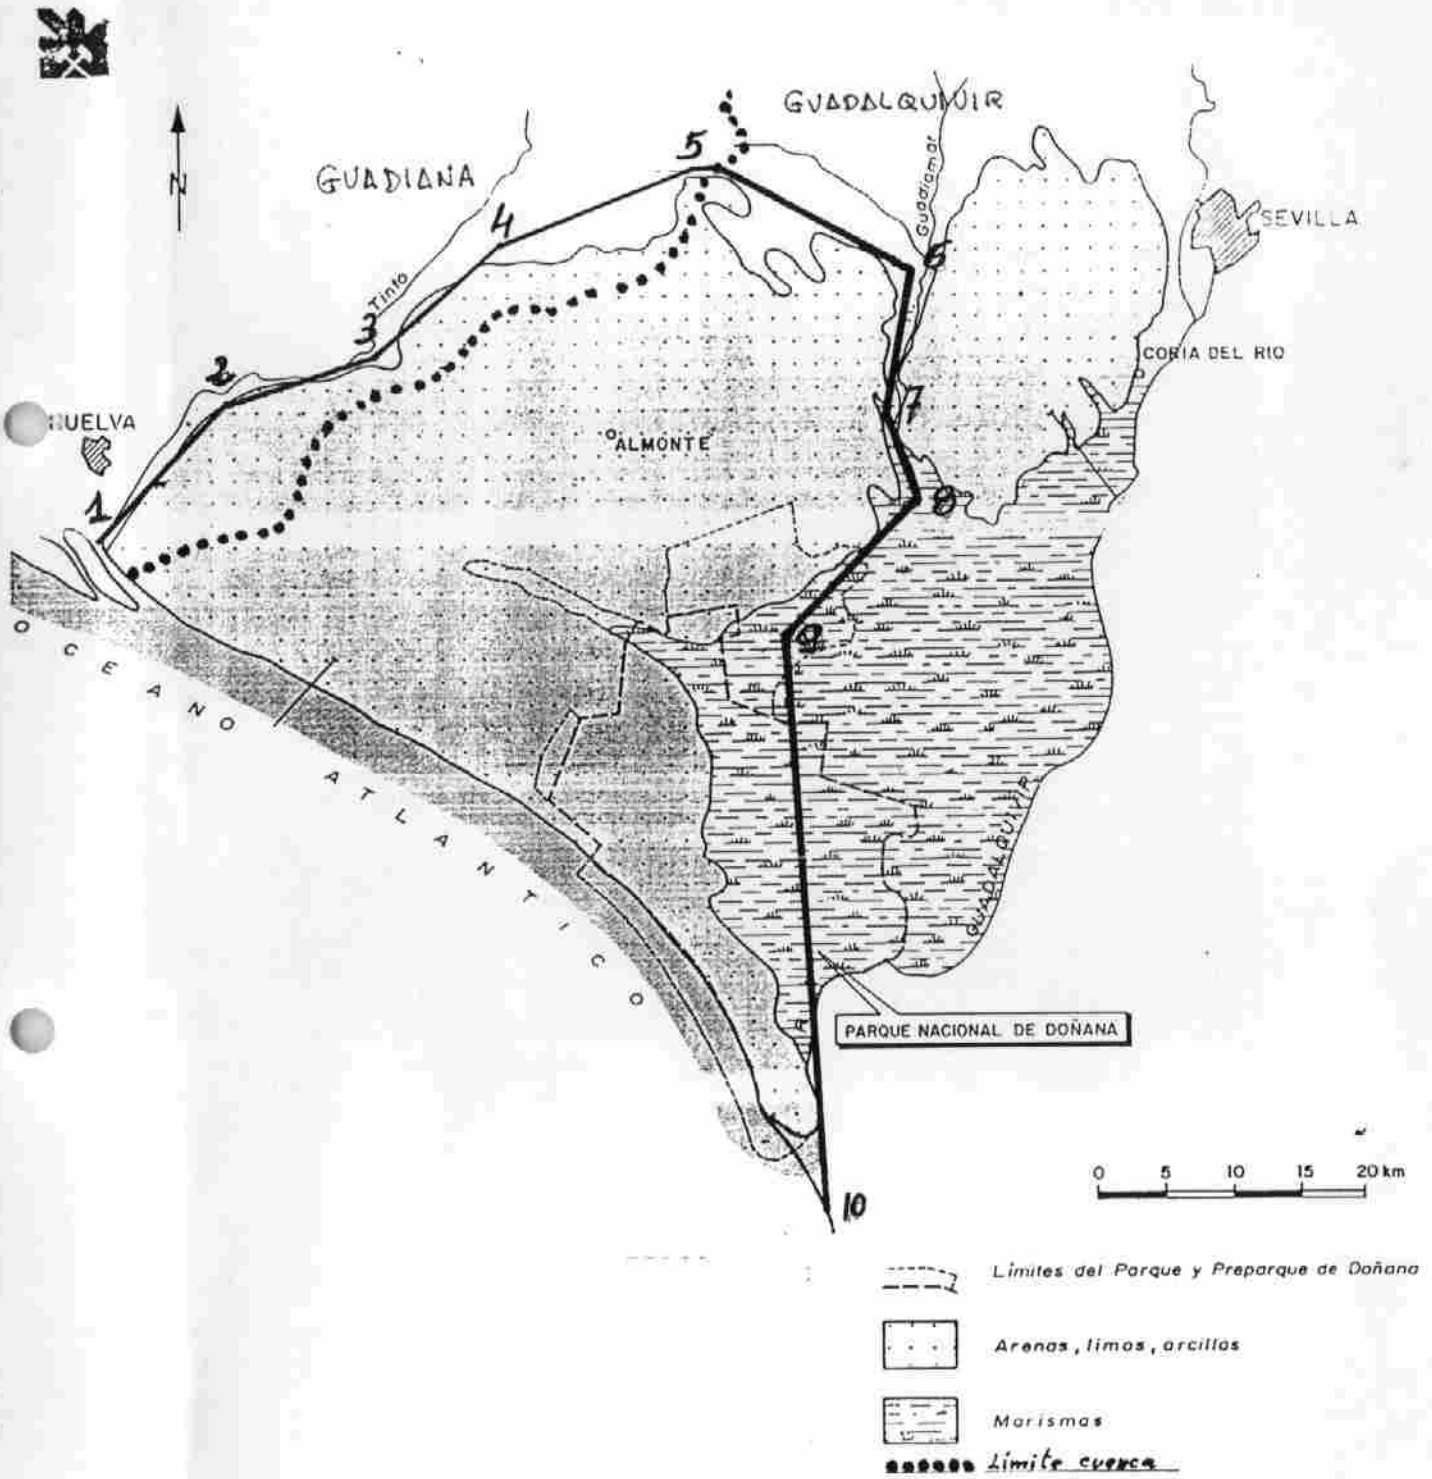 GUADALQUIVIR
5
GUADIANA
N
Guadiamar
4
SEVILLA
6
Tinto
3
CORIA DEL RIO
2
7
HUELVA
ALMONTE
1
8
9
OCEANO ATLANTICO
GUADALQUIVIR
PARQUE NACIONAL DE DOÑANA
10
0 5 10 15 20 km
Límites del Parque y Preparque de Doñana
Arenas, limos, arcillas
Marismas
Límite cuenca